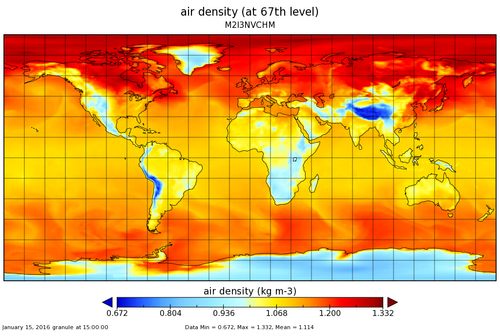 air density (at 67th level)
M2I3NVCHM
air density (kg m-3)
0.672 0.804 0.936 1.068 1.200 1.332
January 15, 2016 granule at 15:00:00 Data Min = 0.672, Max = 1.332, Mean = 1.114